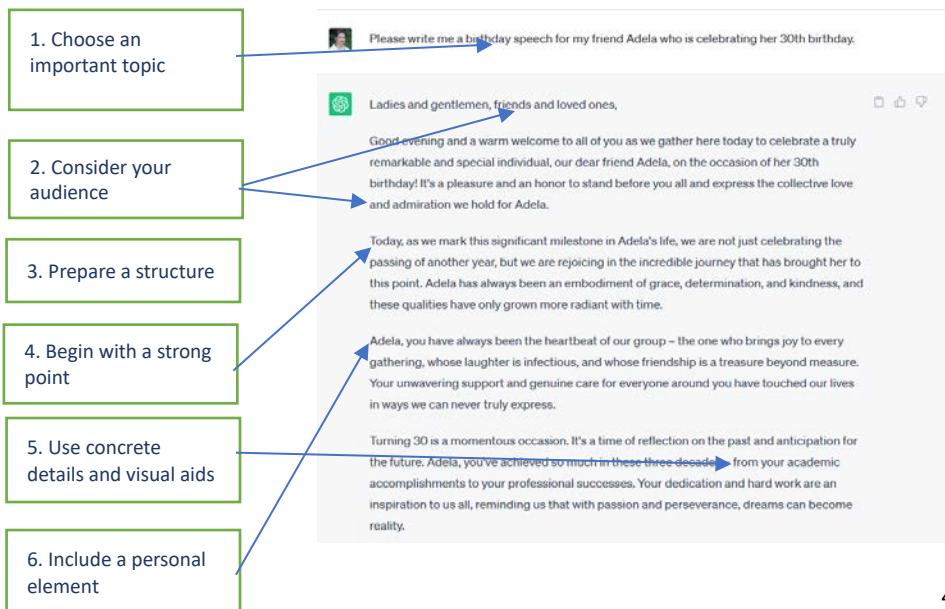 1. Choose an
important topic
2. Consider your
audience
3. Prepare a structure
4. Begin with a strong
point
5. Use concrete
details and visual aids
6. Include a personal
element
Please write me a birthday speech for my friend Adela who is celebrating her 30th birthday.
Ladies and gentlemen, friends and loved ones,
Good evening and a warm welcome to all of you as we gather here today to celebrate a truly
remarkable and special individual, our dear friend Adela, on the occasion of her 30th
birthday! It's a pleasure and an honor to stand before you all and express the collective love
and admiration we hold for Adela.
Today, as we mark this significant milestone in Adela's life, we are not just celebrating the
passing of another year, but we are rejoicing in the incredible journey that has brought her to
this point. Adela has always been an embodiment of grace, determination, and kindness, and
these qualities have only grown more radiant with time.
Adela, you have always been the heartbeat of our group – the one who brings joy to every
gathering, whose laughter is infectious, and whose friendship is a treasure beyond measure.
Your unwavering support and genuine care for everyone around you have touched our lives
in ways we can never truly express.
Turning 30 is a momentous occasion. It's a time of reflection on the past and anticipation for
the future. Adela, you've achieved so much in these three decades from your academic
accomplishments to your professional successes. Your dedication and hard work are an
inspiration to us all, reminding us that with passion and perseverance, dreams can become
reality.